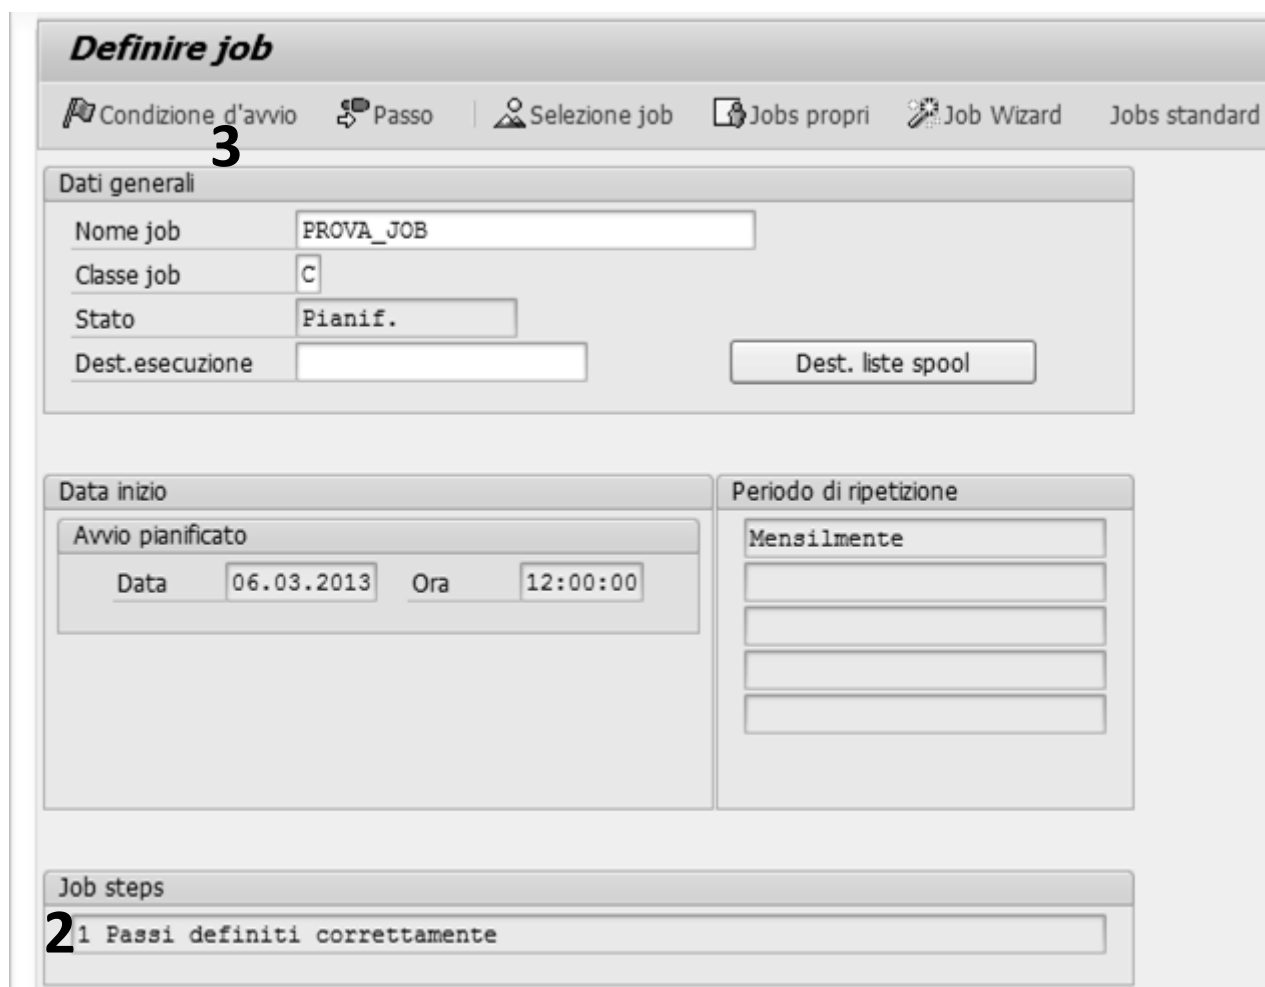 Definire job
Condizione d'avvio Passo Selezione job Jobs propri Job Wizard Jobs standard
3
Dati generali
Nome job PROVA_JOB
Classe job C
Stato Pianif.
Dest.esecuzione Dest. liste spool
Data inizio Periodo di ripetizione
Avvio pianificato Mensilmente
Data 06.03.2013 Ora 12:00:00
Job steps
2 1 Passi definiti correttamente